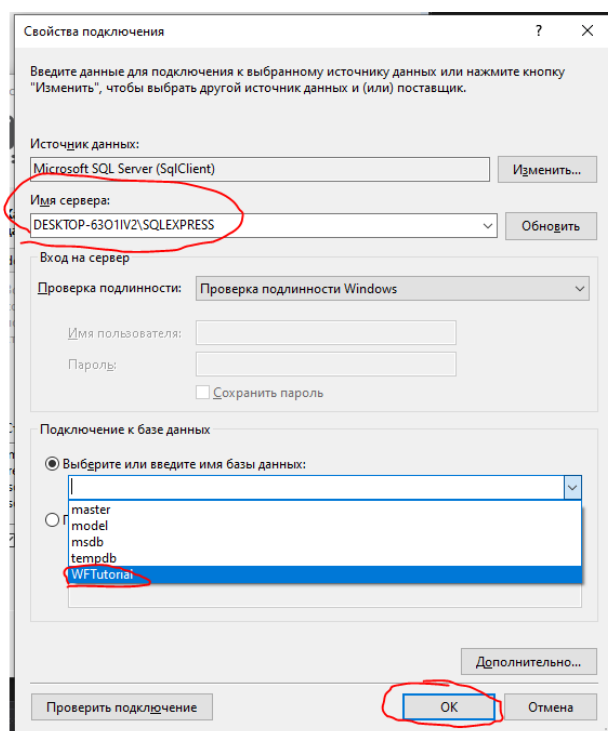 Свойства подключения
?
Введите данные для подключения к выбранному источнику данных или нажмите кнопку
"Изменить", чтобы выбрать другой источник данных и (или) поставщик.
Источник данных:
Microsoft SQL Server (SqlClient)
Изменить...
Имя сервера:
DESKTOP-63O1IV2\SQLEXPRESS
Обновить
Вход на сервер
Проверка подлинности:
Проверка подлинности Windows
Имя пользователя:
Пароль:
Сохранить пароль
Подключение к базе данных
Выберите или введите имя базы данных:
master
model
msdb
tempdb
WFTutorial
Дополнительно...
Проверить подключение
ОК
Отмена